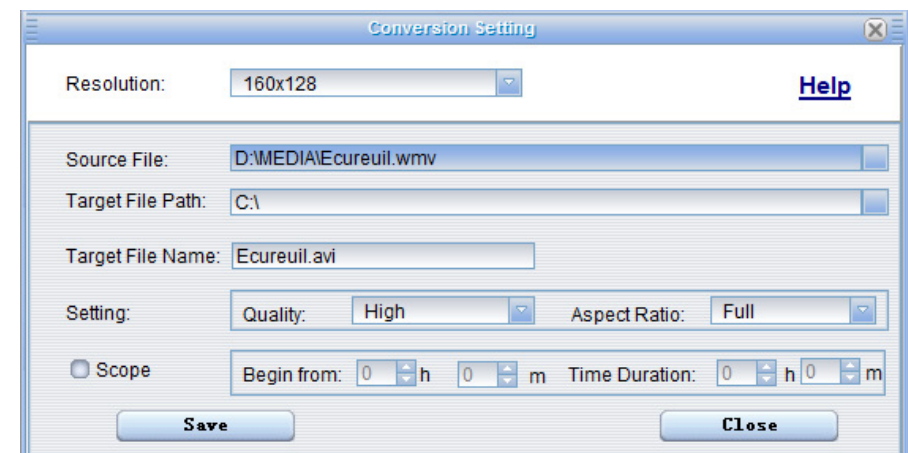 Conversion Setting
Resolution: 160x128 Help
Source File: D:\MEDIA\Ecureuil.wmv
Target File Path: C:\
Target File Name: Ecureuil.avi
Setting: Quality: High Aspect Ratio: Full
Scope Begin from: 0 h 0 m Time Duration: 0 h 0 m
Save Close